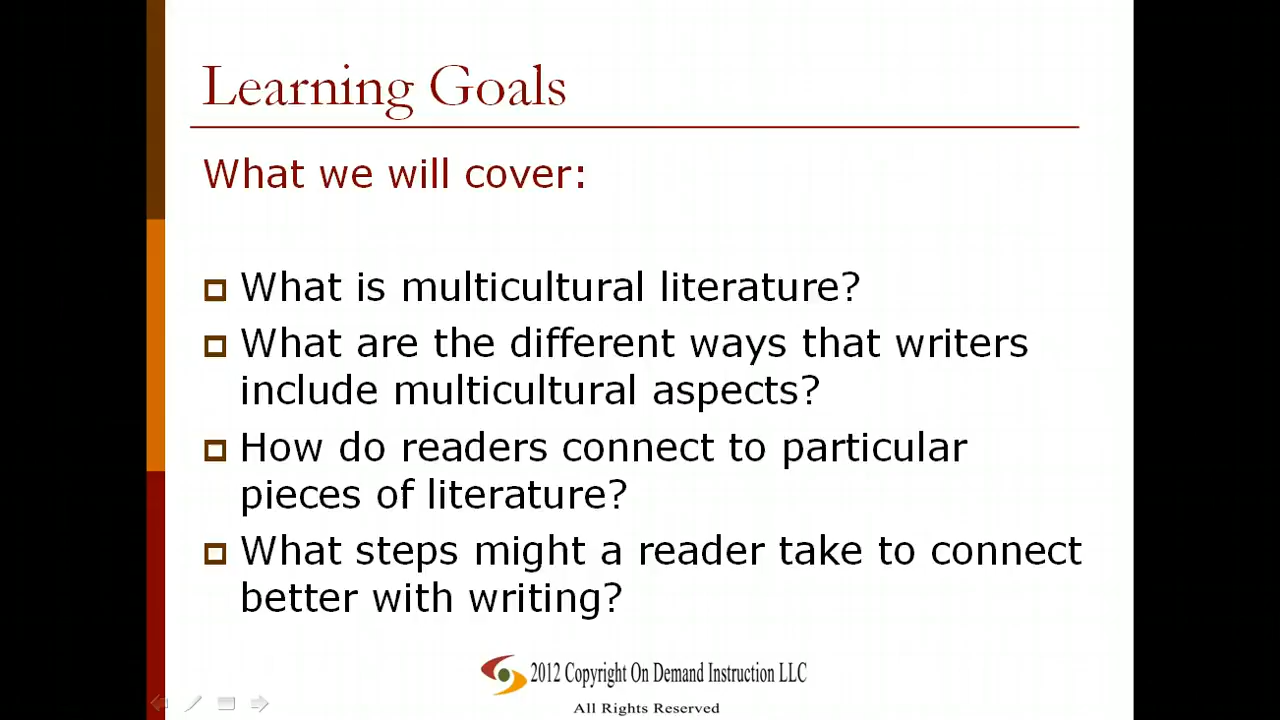 Learning Goals
What we will cover:
What is multicultural literature?
What are the different ways that writers
include multicultural aspects?
How do readers connect to particular
pieces of literature?
What steps might a reader take to connect
better with writing?
2012 Copyright On Demand Instruction LLC
All Rights Reserved